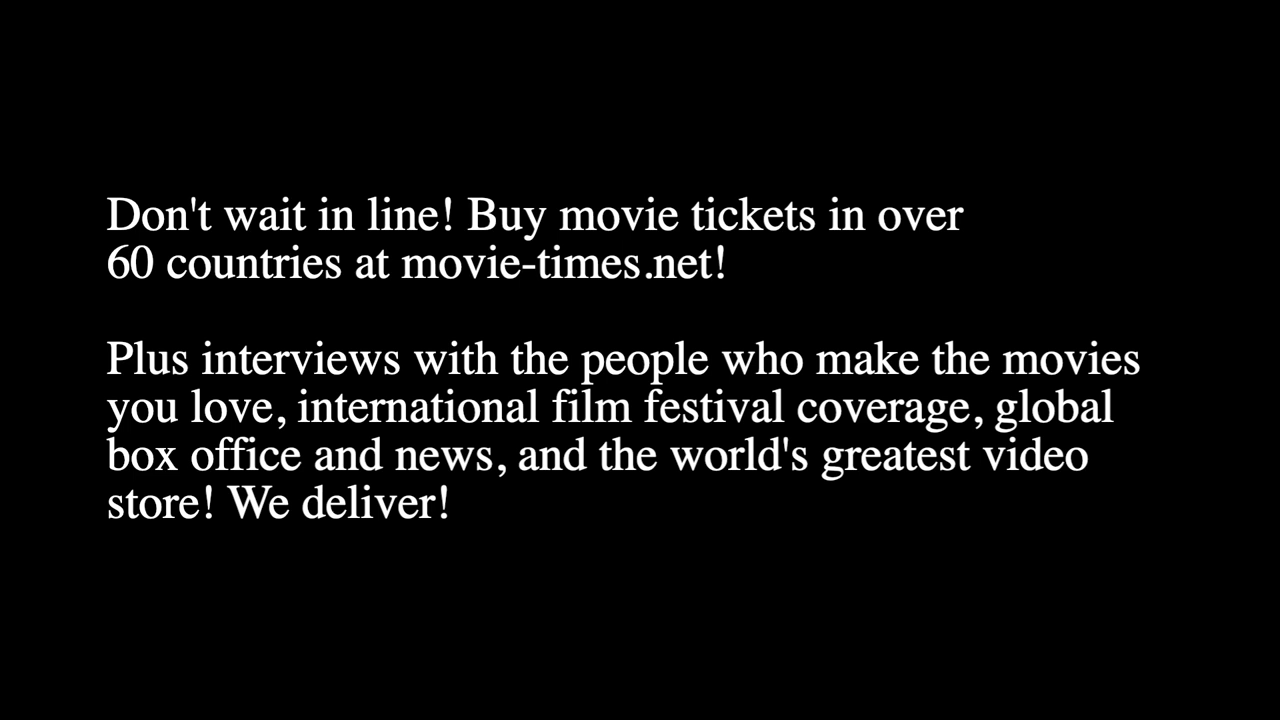 Don't wait in line! Buy movie tickets in over
60 countries at movie-times.net!
Plus interviews with the people who make the movies
you love, international film festival coverage, global
box office and news, and the world's greatest video
store! We deliver!